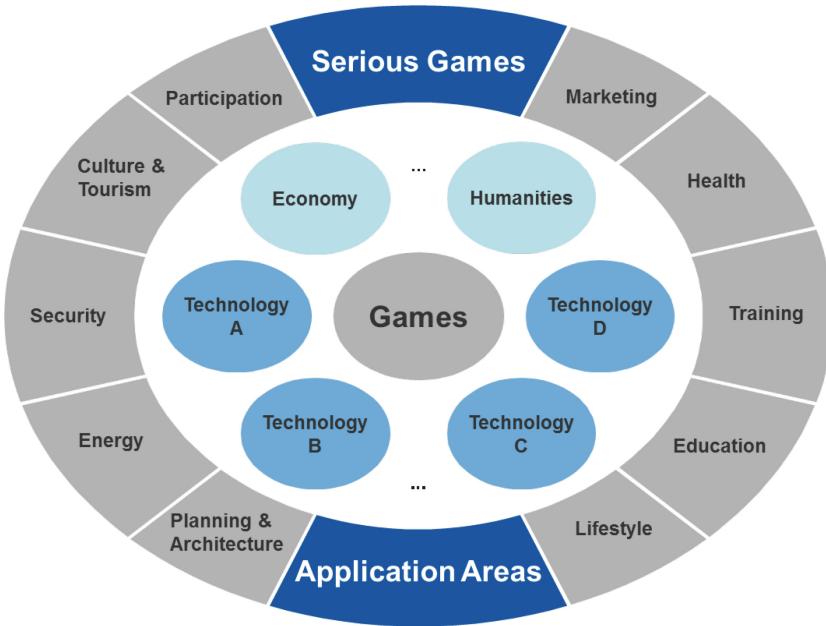 Serious Games
Participation
Marketing
Culture &
Tourism
Health
...
Economy
Humanities
Security
Technology
A
Games
Technology
D
Training
Technology
B
Technology
C
Energy
Education
...
Planning &
Architecture
Lifestyle
Application Areas